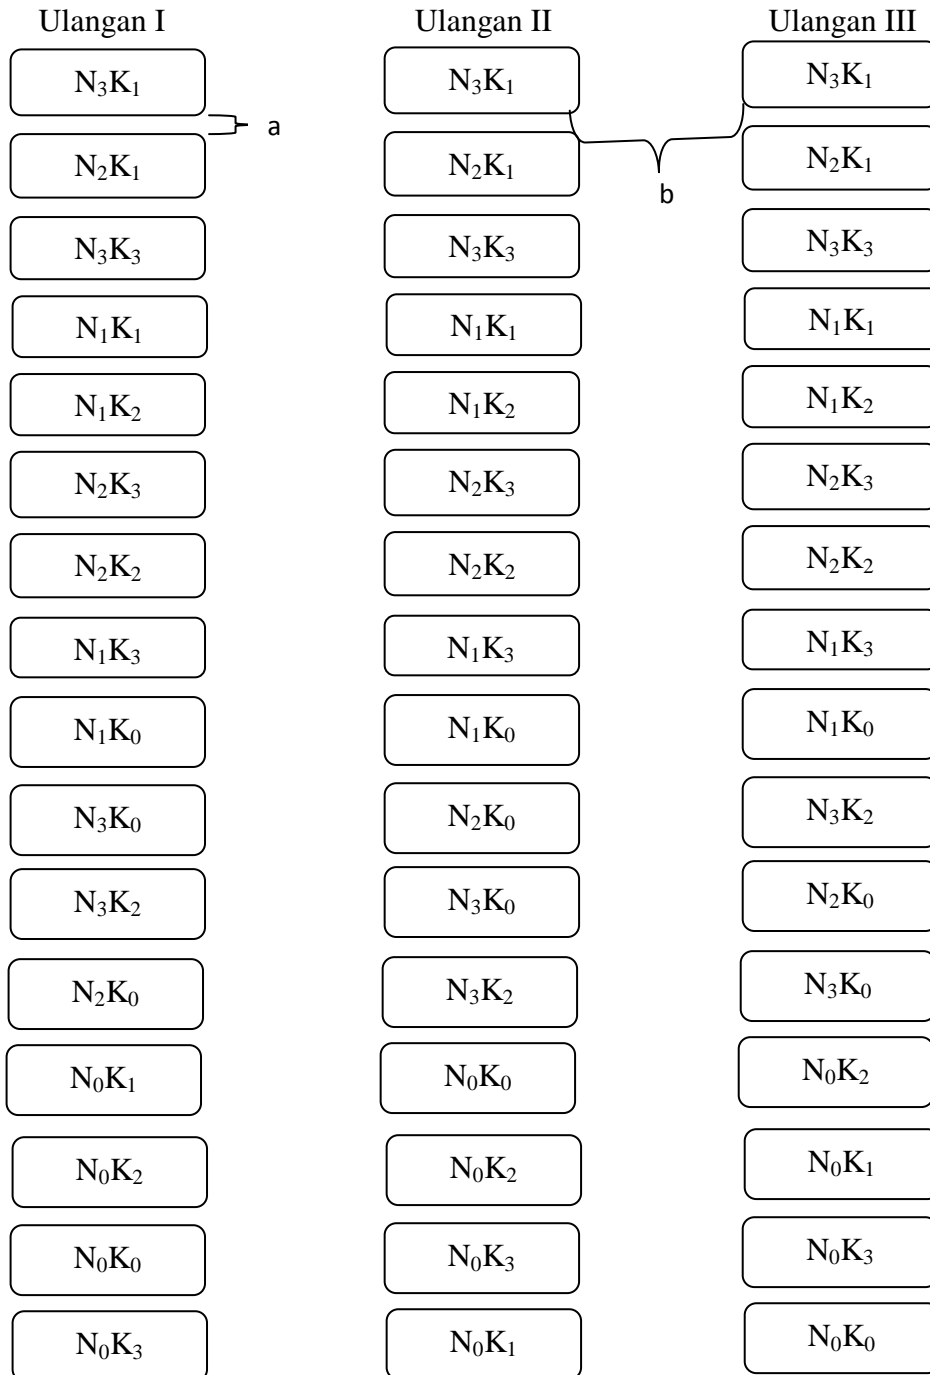 Ulangan I Ulangan II Ulangan III
N₃K₁ N₃K₁ N₃K₁
a
N₂K₁ N₂K₁ N₂K₁
b
N₃K₃ N₃K₃ N₃K₃
N₁K₁ N₁K₁ N₁K₁
N₁K₂ N₁K₂ N₁K₂
N₂K₃ N₂K₃ N₂K₃
N₂K₂ N₂K₂ N₂K₂
N₁K₃ N₁K₃ N₁K₃
N₁K₀ N₁K₀ N₁K₀
N₃K₀ N₂K₀ N₃K₂
N₃K₂ N₃K₀ N₂K₀
N₂K₀ N₃K₂ N₃K₀
N₀K₁ N₀K₀ N₀K₂
N₀K₂ N₀K₂ N₀K₁
N₀K₀ N₀K₃ N₀K₃
N₀K₃ N₀K₁ N₀K₀